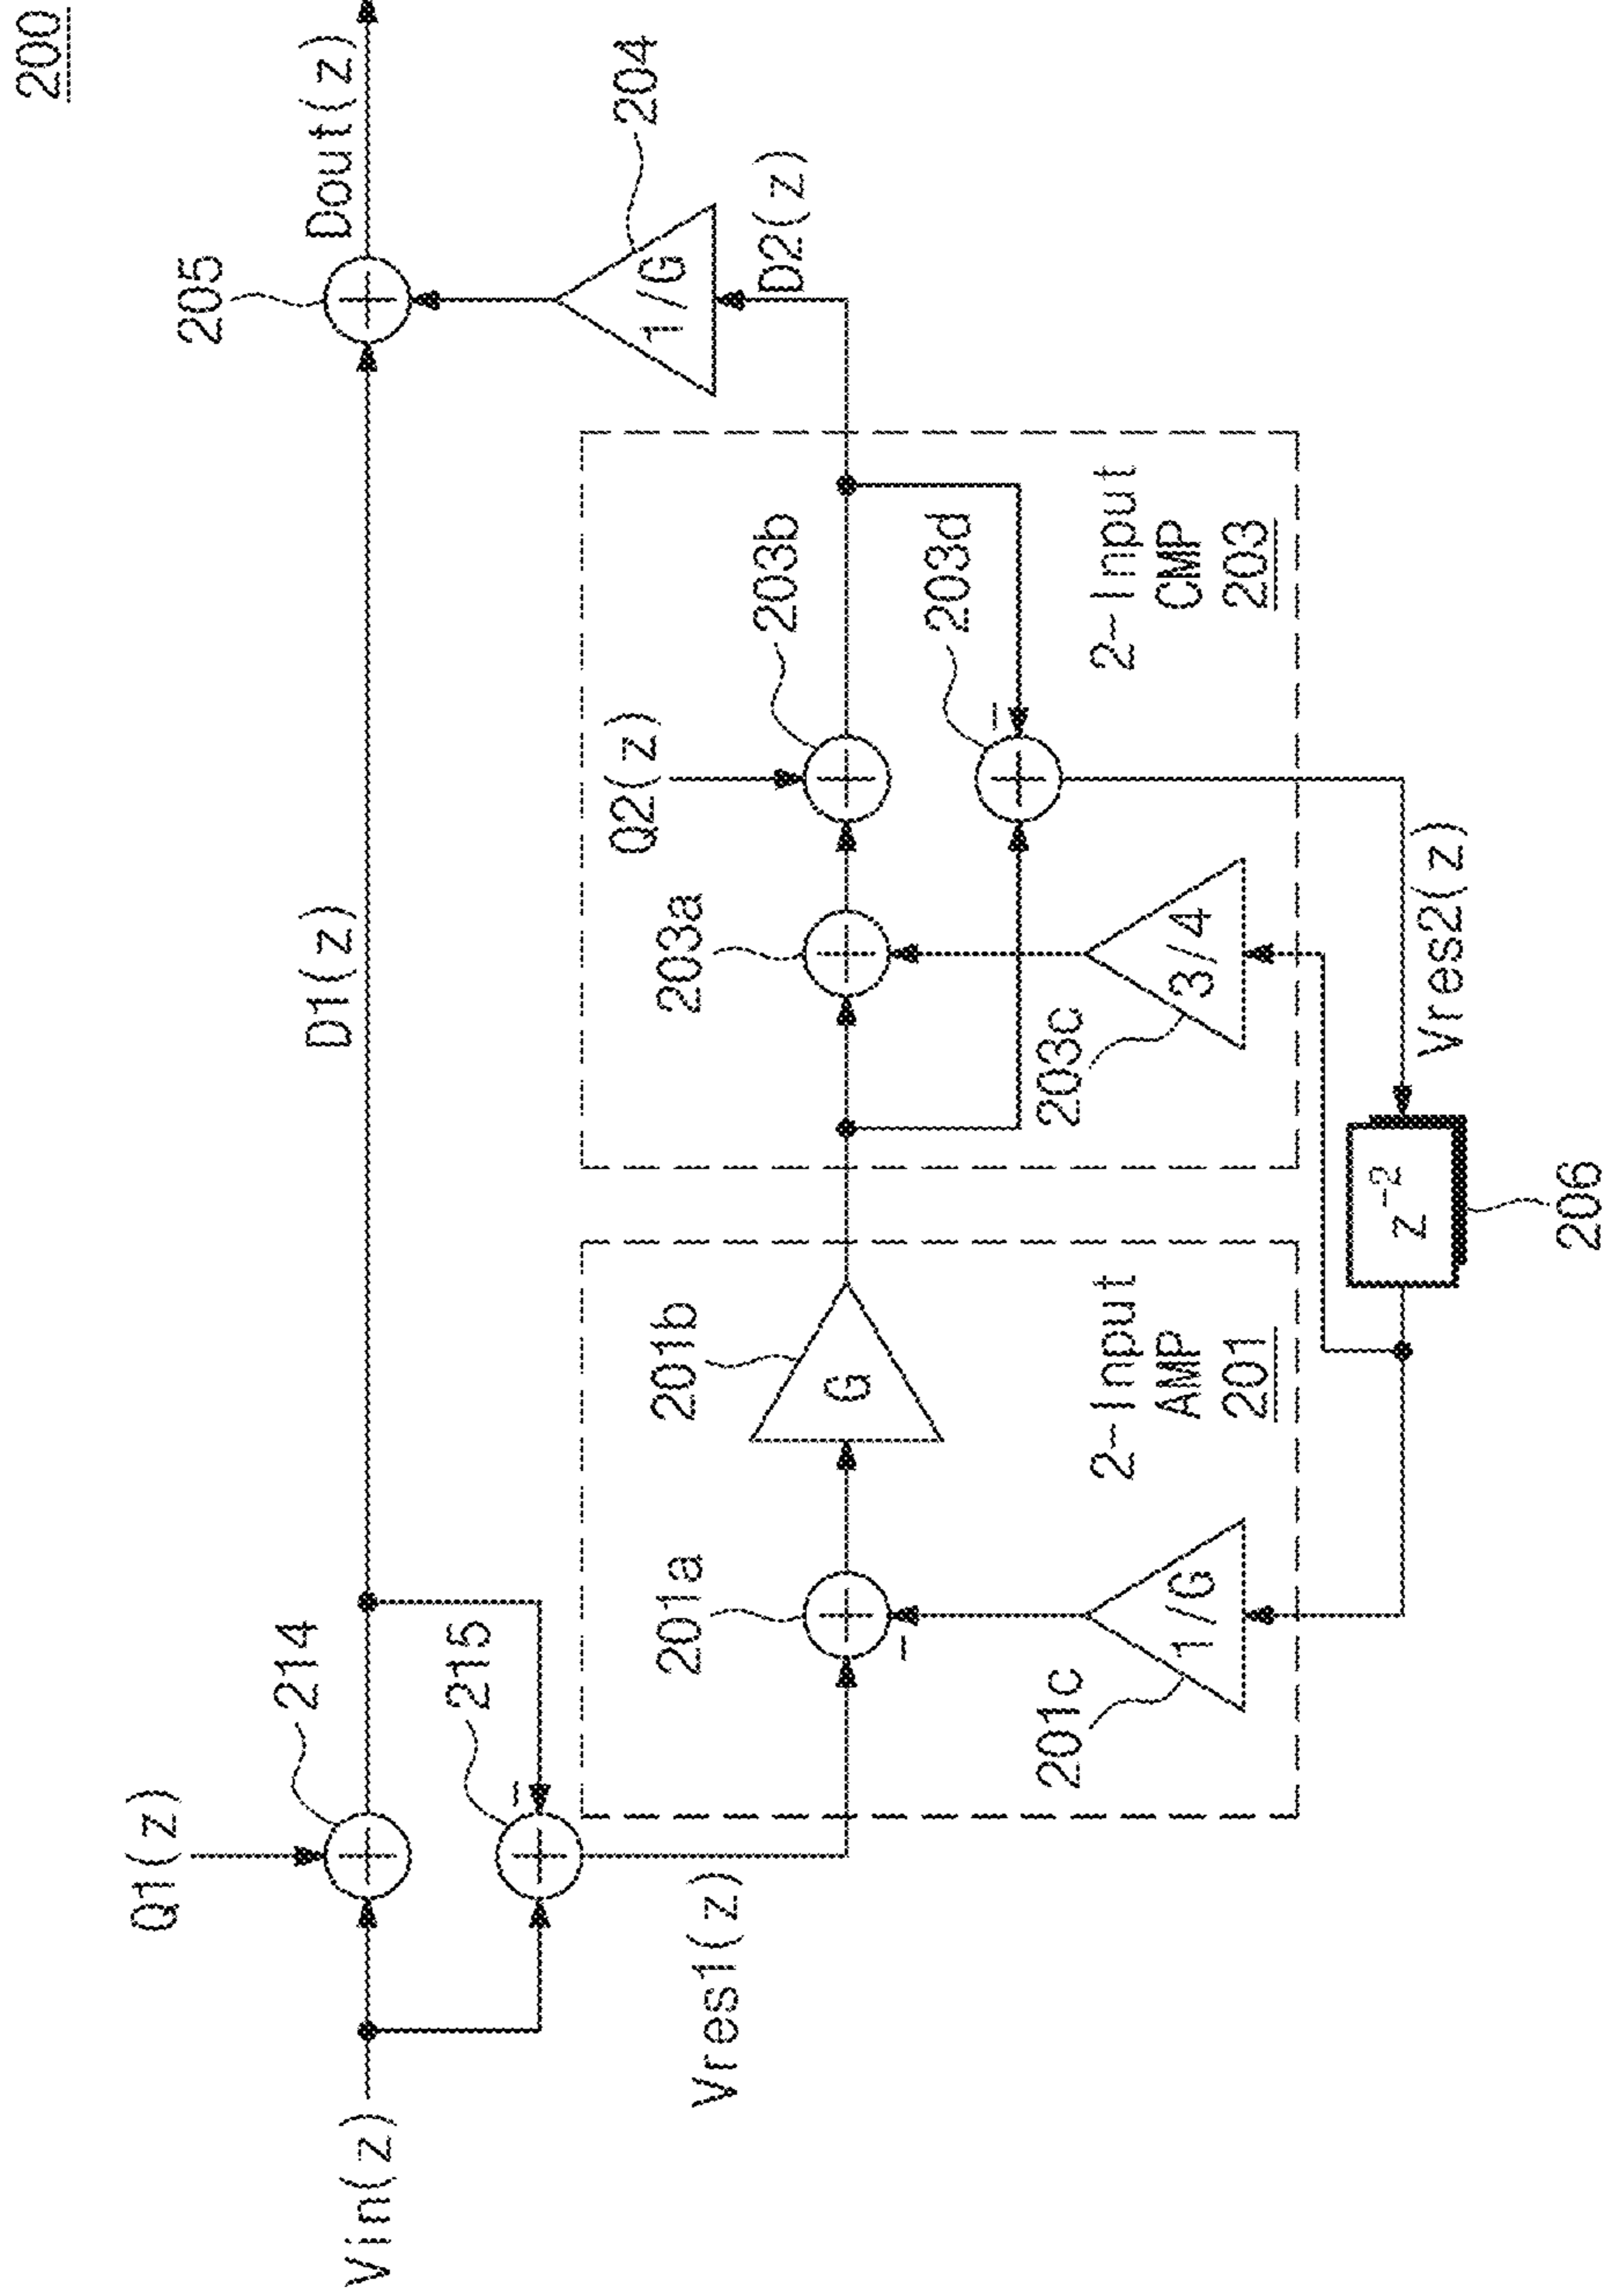 200
Q1(z)
214
D1(z)
205
Dout(z)
Vin(z)
215
204
1/G
D2(z)
Vres1(z)
201a
201b
G
201c
1/G
2-Input
AMP
201
Q2(z)
203a
203b
203c
3/4
203d
2-Input
CMP
203
z⁻²
206
Vres2(z)